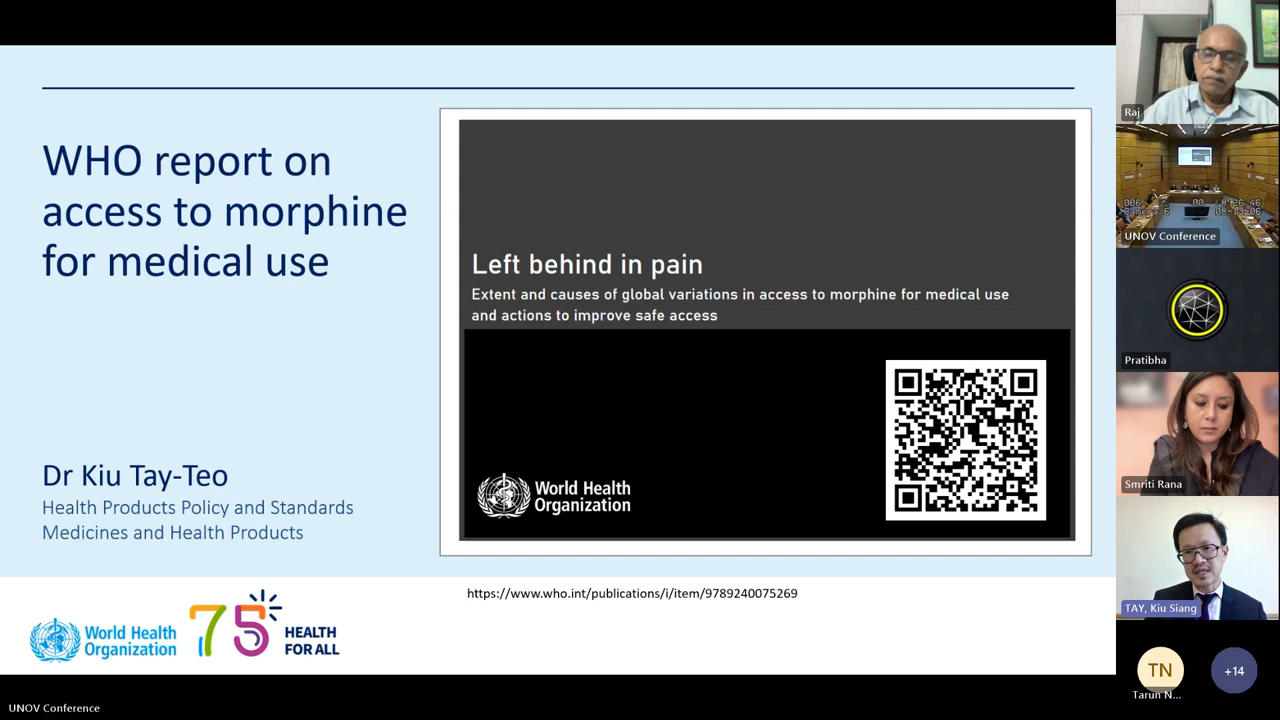 WHO report on
access to morphine
for medical use
Left behind in pain
Extent and causes of global variations in access to morphine for medical use
and actions to improve safe access
World Health
Organization
Dr Kiu Tay-Teo
Health Products Policy and Standards
Medicines and Health Products
https://www.who.int/publications/i/item/9789240075269
World Health
Organization
75
HEALTH
FOR ALL
UNOV Conference
Raj
UNOV Conference
Pratibha
Smriti Rana
TAY, Kiu Siang
TN
Tarun N...
+14